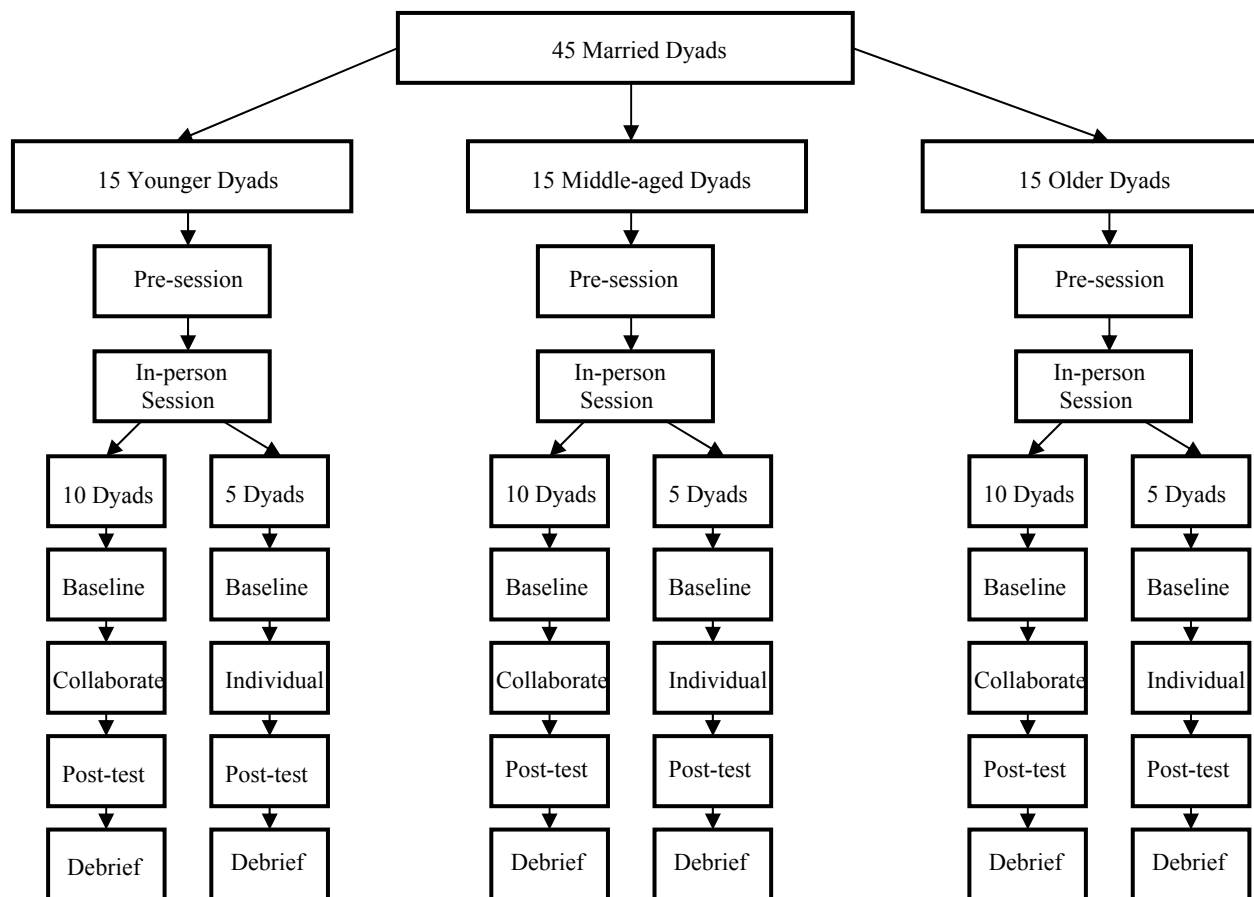 45 Married Dyads
15 Younger Dyads
15 Middle-aged Dyads
15 Older Dyads
Pre-session
Pre-session
Pre-session
In-person
Session
In-person
Session
In-person
Session
10 Dyads
5 Dyads
10 Dyads
5 Dyads
10 Dyads
5 Dyads
Baseline
Baseline
Baseline
Baseline
Baseline
Baseline
Collaborate
Individual
Collaborate
Individual
Collaborate
Individual
Post-test
Post-test
Post-test
Post-test
Post-test
Post-test
Debrief
Debrief
Debrief
Debrief
Debrief
Debrief